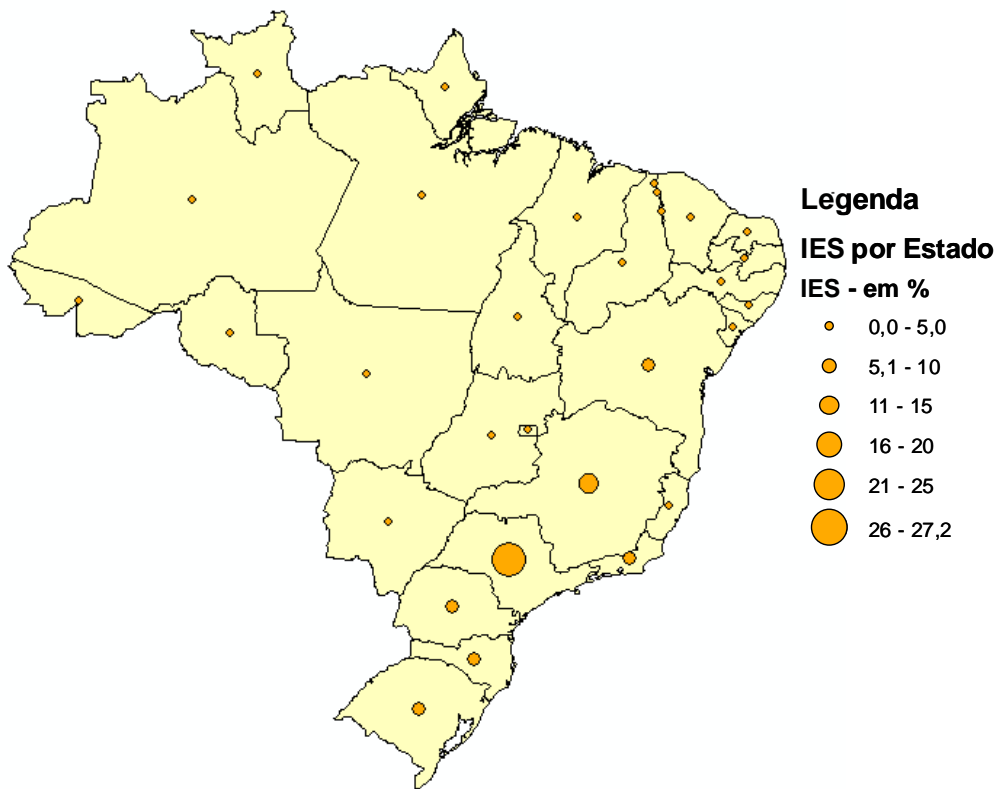 Legenda
IES por Estado
IES - em %
0,0 - 5,0
5,1 - 10
11 - 15
16 - 20
21 - 25
26 - 27,2